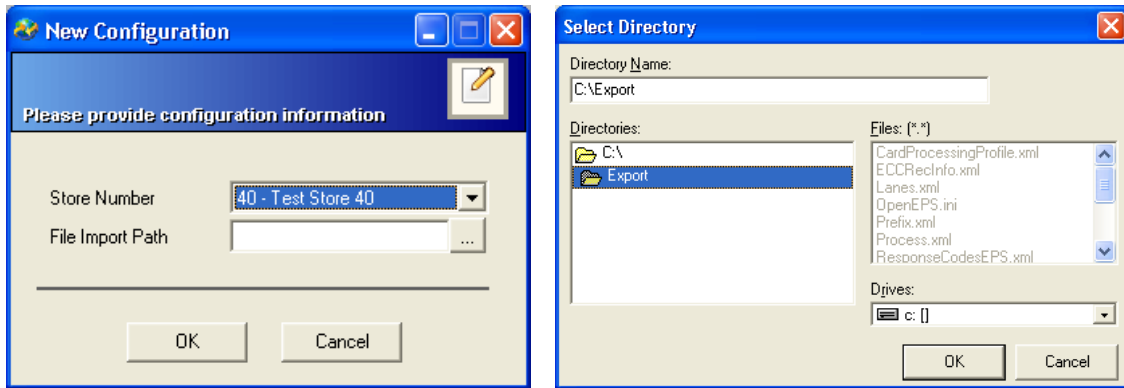 New Configuration
Please provide configuration information
Store Number
40 - Test Store 40
File Import Path
...
OK
Cancel
Select Directory
Directory Name:
C:\Export
Directories:
C:\
Export
Files: (*.*)
CardProcessingProfile.xml
ECCRecInfo.xml
Lanes.xml
OpenEPS.ini
Prefix.xml
Process.xml
ResponseCodesEPS.xml
Drives:
c: []
OK
Cancel